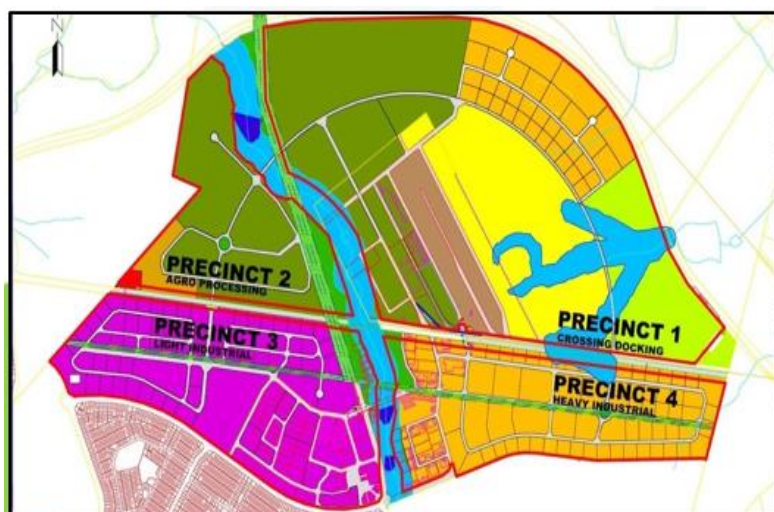 N
PRECINCT 2
AGRO PROCESSING
PRECINCT 1
CROSSING DOCKING
PRECINCT 3
LIGHT INDUSTRIAL
PRECINCT 4
HEAVY INDUSTRIAL